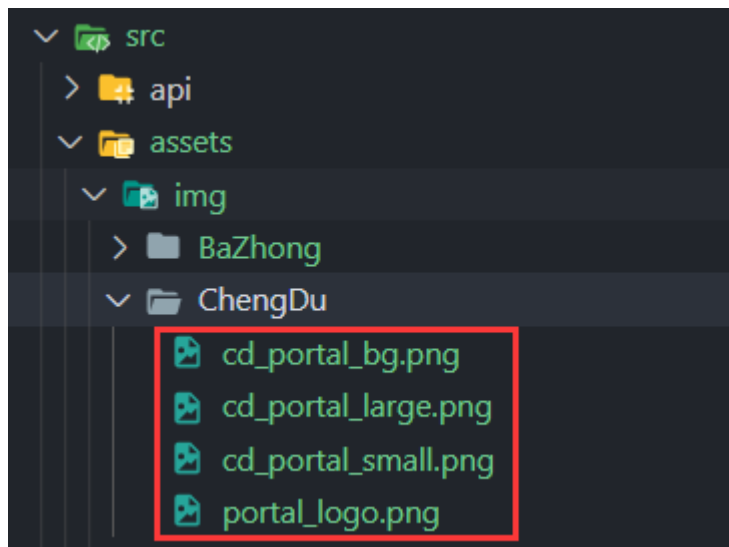 src
api
assets
img
BaZhong
ChengDu
cd_portal_bg.png
cd_portal_large.png
cd_portal_small.png
portal_logo.png